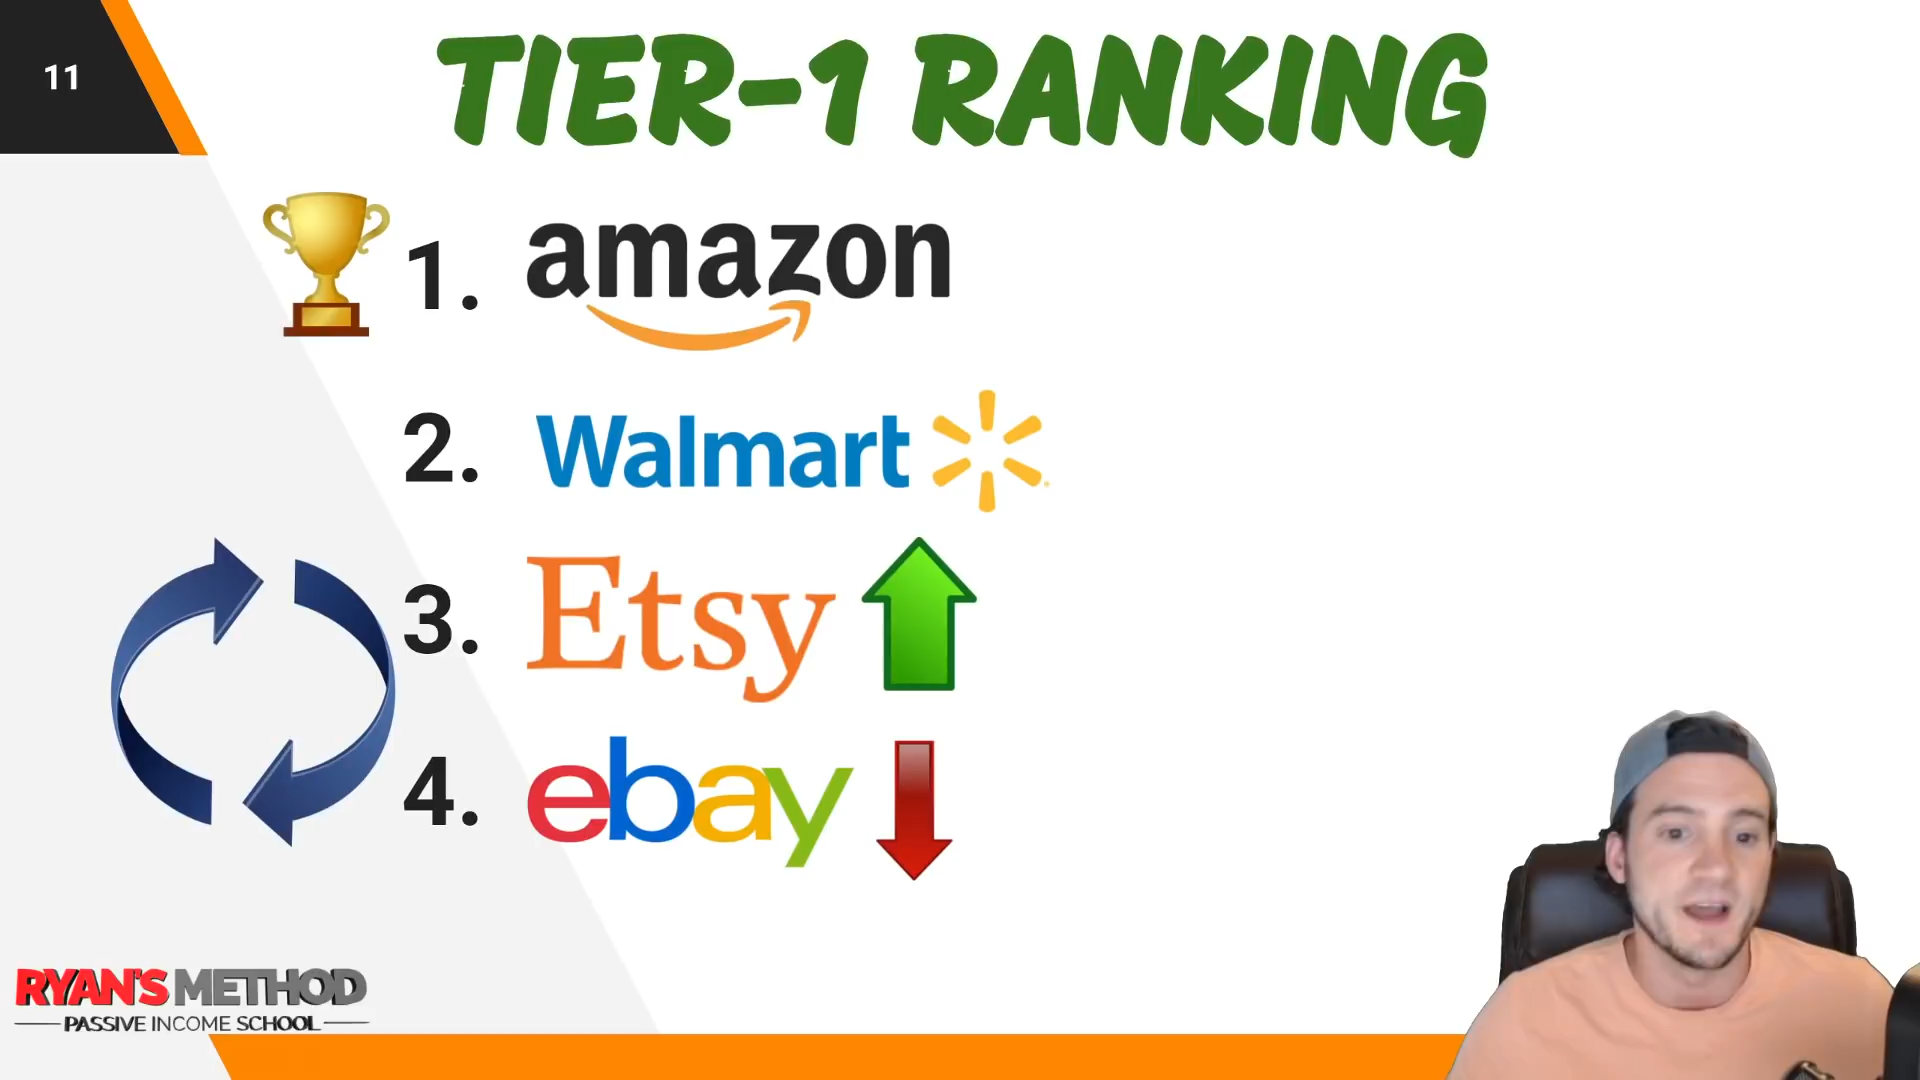 11
TIER-1 RANKING
1. amazon
2. Walmart
3. Etsy
4. ebay
RYAN'S METHOD
PASSIVE INCOME SCHOOL